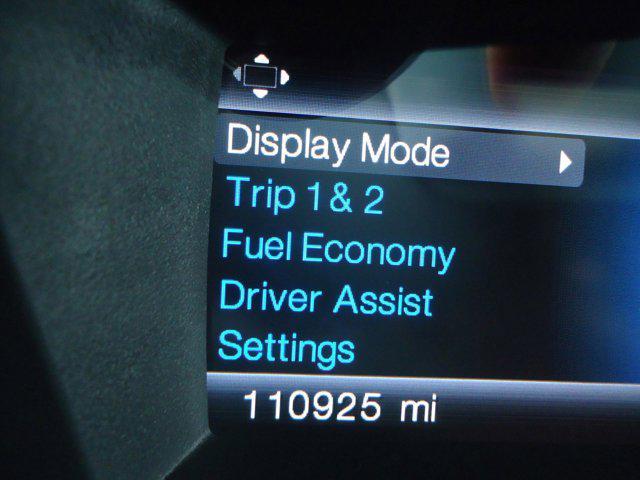 Display Mode
Trip 1 & 2
Fuel Economy
Driver Assist
Settings
110925 mi